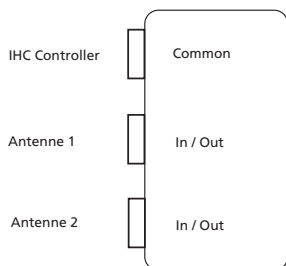 IHC Controller Common
Antenne 1 In / Out
Antenne 2 In / Out